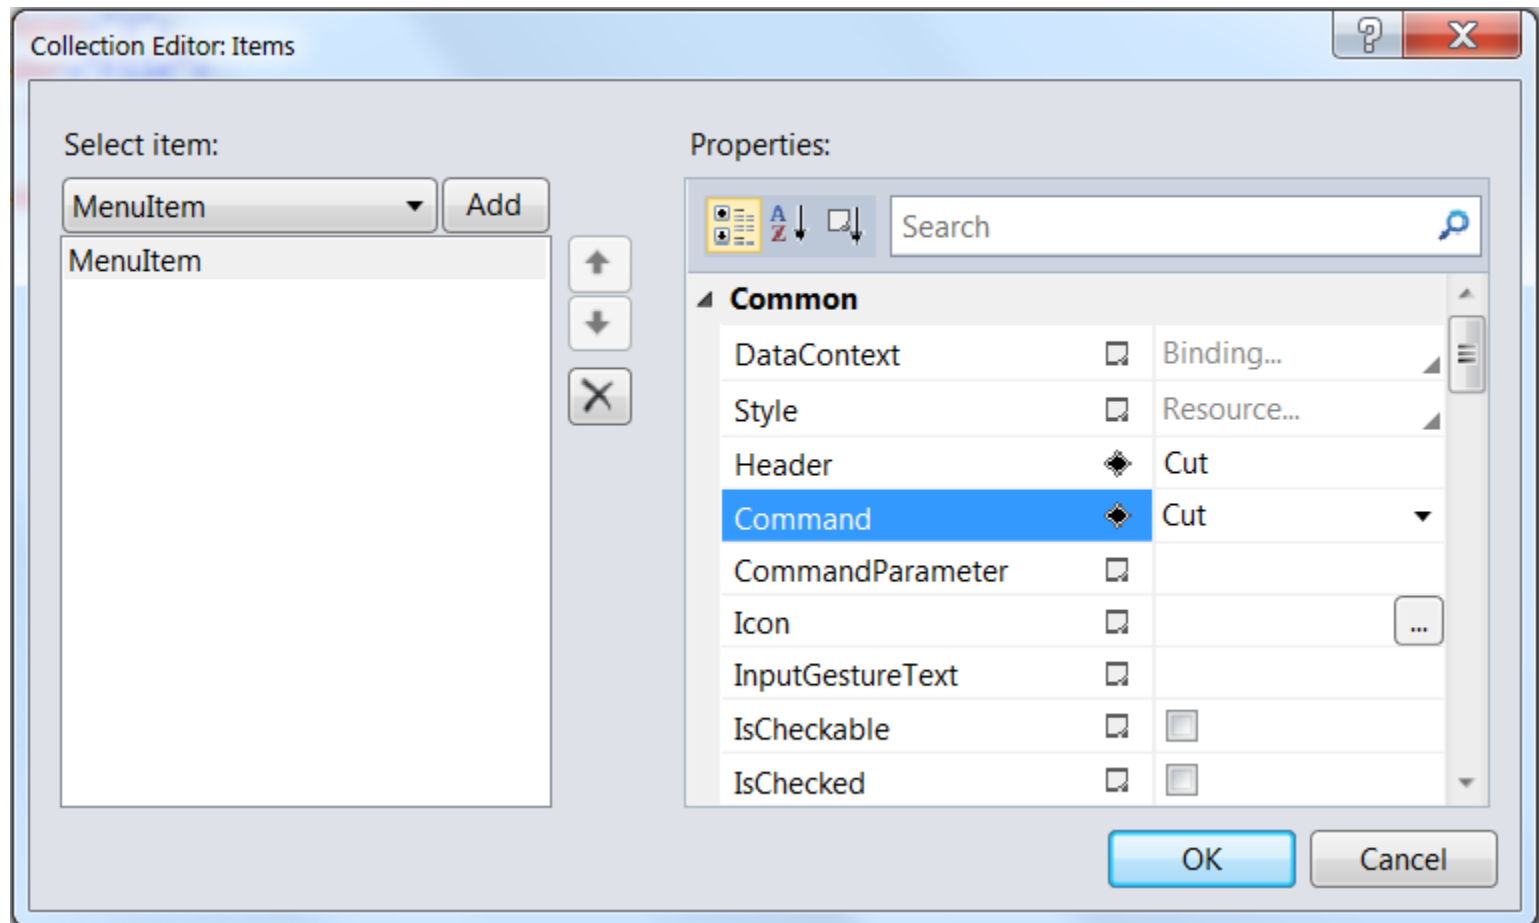 Collection Editor: Items
?
X
Select item:
Properties:
MenuItem
Add
A
Z
Search
MenuItem
Common
DataContext
Binding...
Style
Resource...
Header
Cut
Command
Cut
CommandParameter
Icon
...
InputGestureText
IsCheckable
IsChecked
OK
Cancel